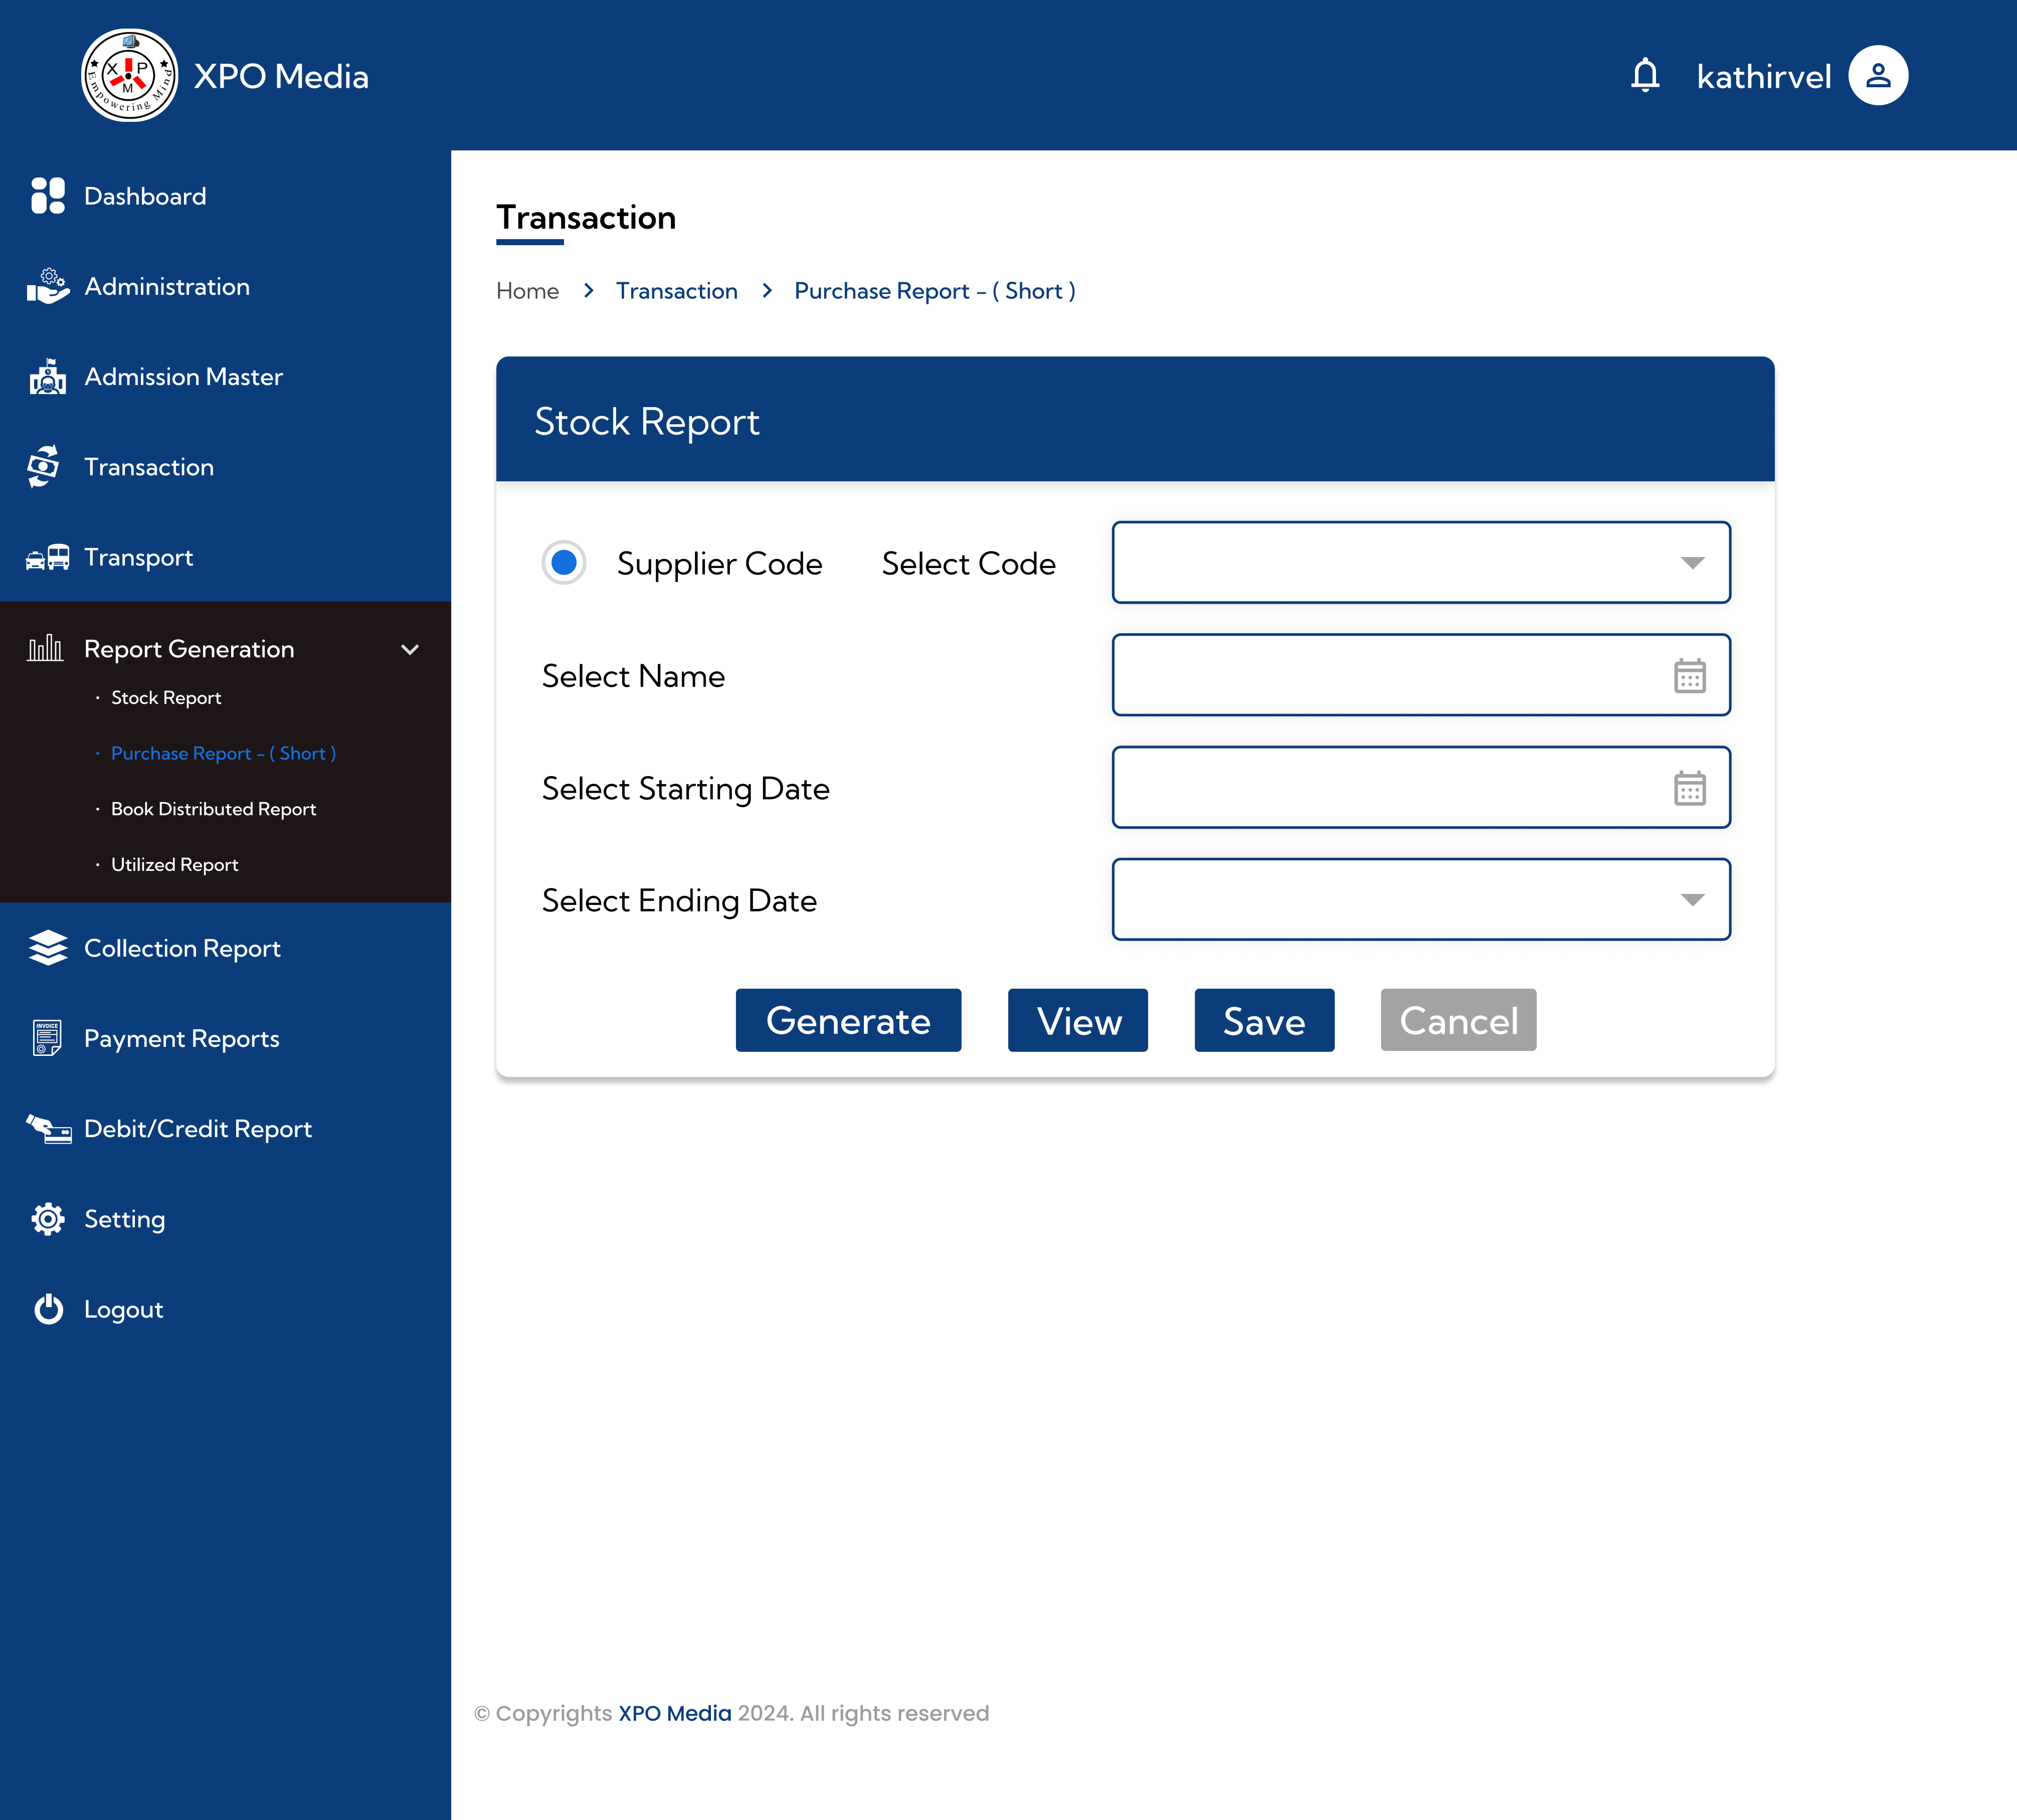 X P
M
Empowering Mind
XPO Media
kathirvel
Dashboard
Administration
Admission Master
Transaction
Transport
Report Generation
· Stock Report
· Purchase Report - ( Short )
· Book Distributed Report
· Utilized Report
Collection Report
INVOICE
Payment Reports
Debit/Credit Report
Setting
Logout
Transaction
Home > Transaction > Purchase Report - ( Short )
Stock Report
Supplier Code Select Code
Select Name
Select Starting Date
Select Ending Date
Generate View Save Cancel
© Copyrights XPO Media 2024. All rights reserved